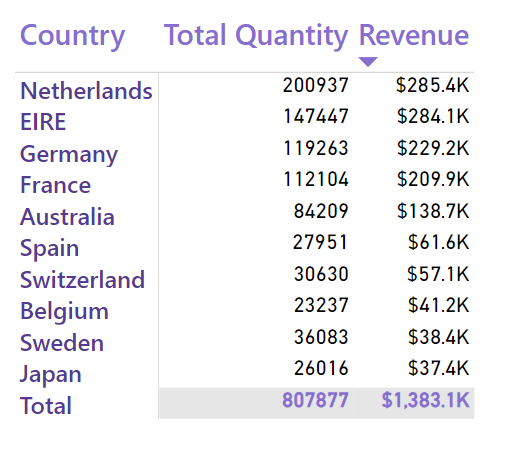 Country Total Quantity Revenue
Netherlands 200937 $285.4K
EIRE 147447 $284.1K
Germany 119263 $229.2K
France 112104 $209.9K
Australia 84209 $138.7K
Spain 27951 $61.6K
Switzerland 30630 $57.1K
Belgium 23237 $41.2K
Sweden 36083 $38.4K
Japan 26016 $37.4K
Total 807877 $1,383.1K